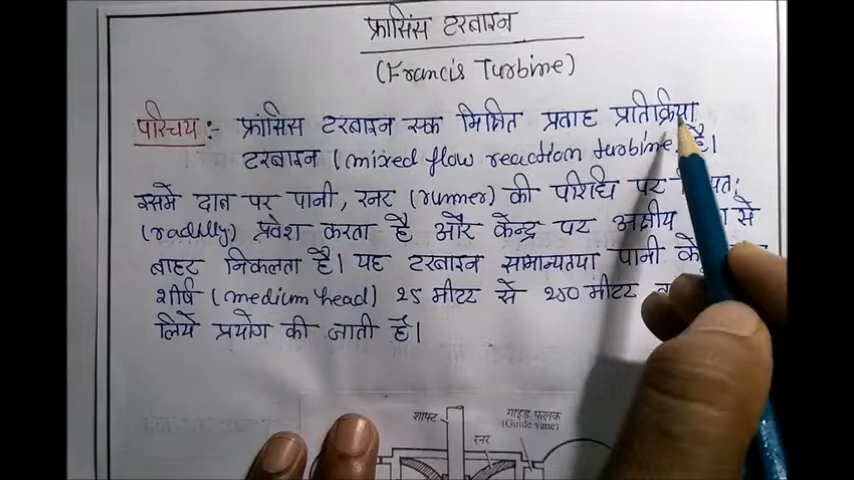 फ्रांसिंस टरबाइन
(Francis Turbine)
परिचय :- फ्रांसिस टरबाइन एक मिश्रित प्रवाह प्रतिक्रिया
टरबाइन (mixed flow reaction turbine) है।
इसमे दाब पर पानी, रनर (runner) की परिधि पर
(radilly) प्रवेश करता है और केन्द्र पर अक्षीय से
बाहर निकलता है। यह टरबाइन सामान्यतया पानी के
शीर्ष (medium head) 25 मीटर से 250 मीटर
लिये प्रयोग की जाती है।
शाफ्ट
गाइड फलक
(Guide vane)
रनर